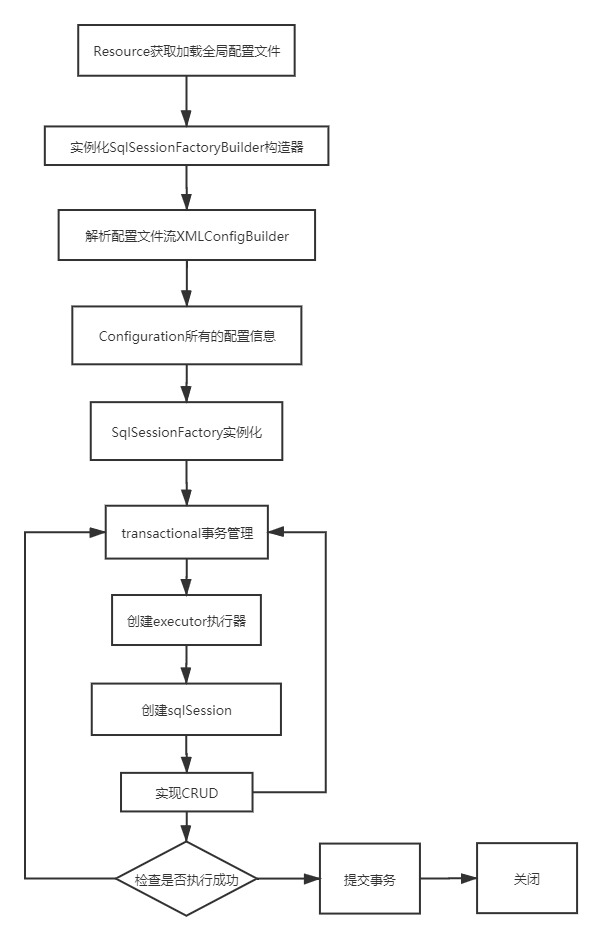 Resource获取加载全局配置文件
实例化SqlSessionFactoryBuilder构造器
解析配置文件流XMLConfigBuilder
Configuration所有的配置信息
SqlSessionFactory实例化
transactional事务管理
创建executor执行器
创建sqlSession
实现CRUD
检查是否执行成功
提交事务
关闭